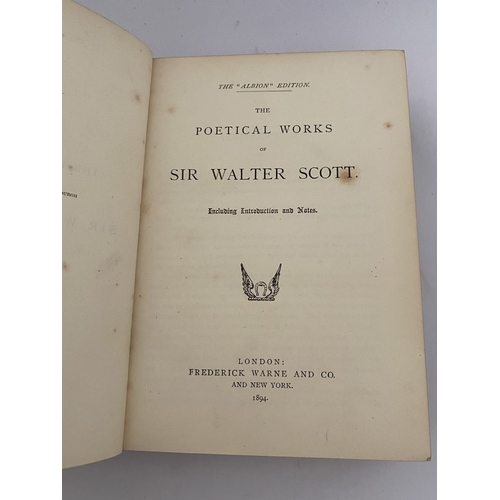 THE "ALBION" EDITION.
THE
POETICAL WORKS
OF
SIR WALTER SCOTT.
Including Introduction and Notes.
LONDON:
FREDERICK WARNE AND CO.
AND NEW YORK.
1894.